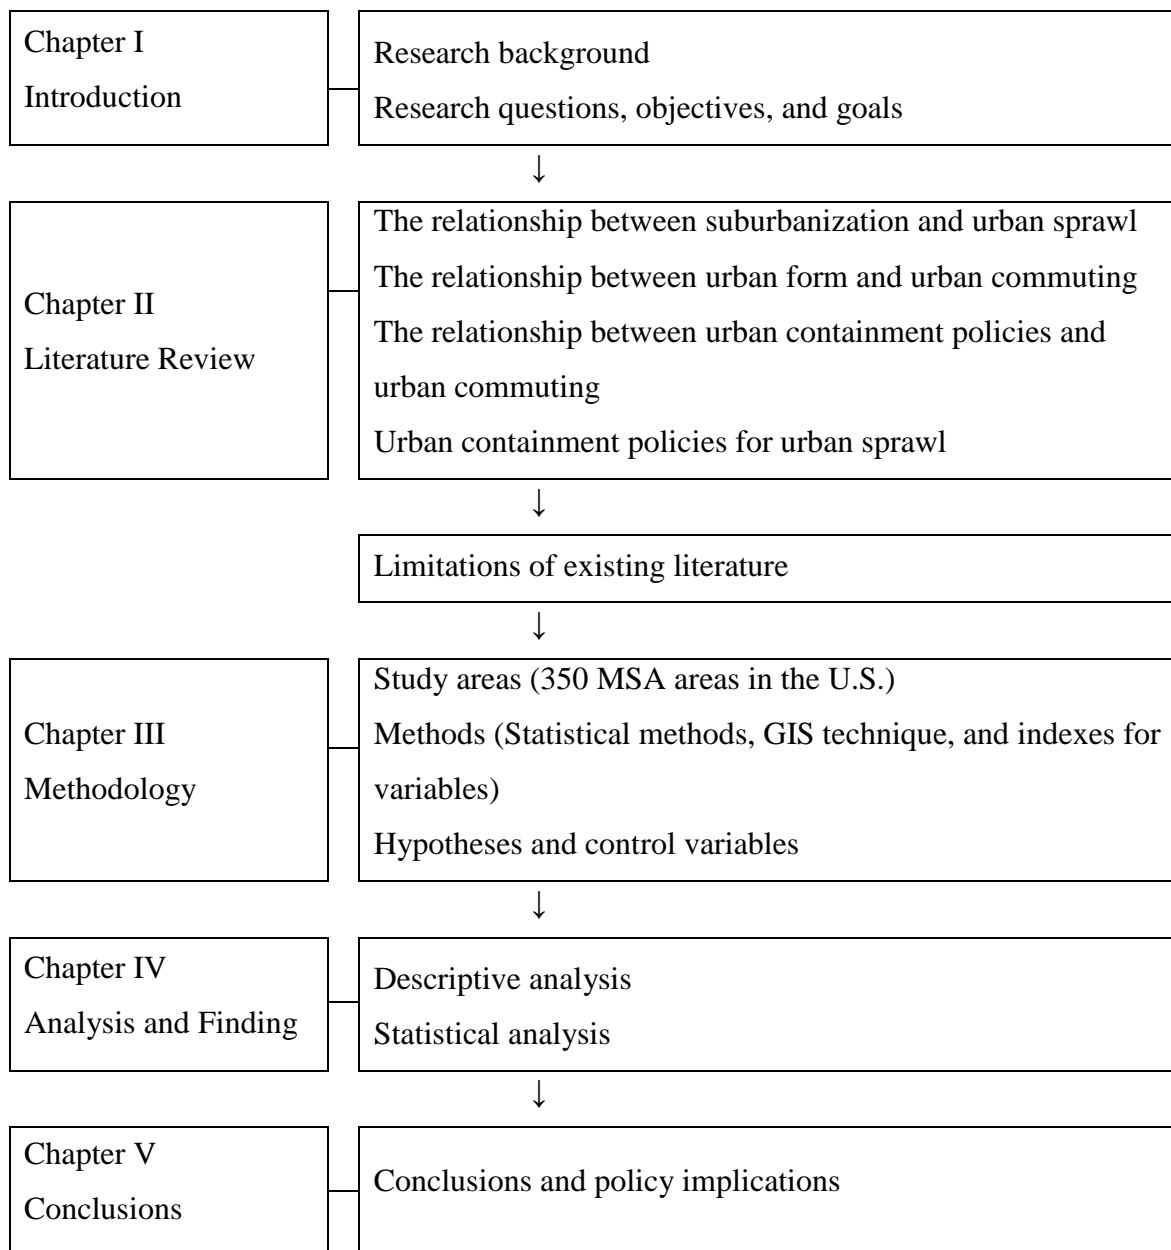 Chapter I
Introduction
Research background
Research questions, objectives, and goals
↓
Chapter II
Literature Review
The relationship between suburbanization and urban sprawl
The relationship between urban form and urban commuting
The relationship between urban containment policies and
urban commuting
Urban containment policies for urban sprawl
↓
Limitations of existing literature
↓
Chapter III
Methodology
Study areas (350 MSA areas in the U.S.)
Methods (Statistical methods, GIS technique, and indexes for
variables)
Hypotheses and control variables
↓
Chapter IV
Analysis and Finding
Descriptive analysis
Statistical analysis
↓
Chapter V
Conclusions
Conclusions and policy implications